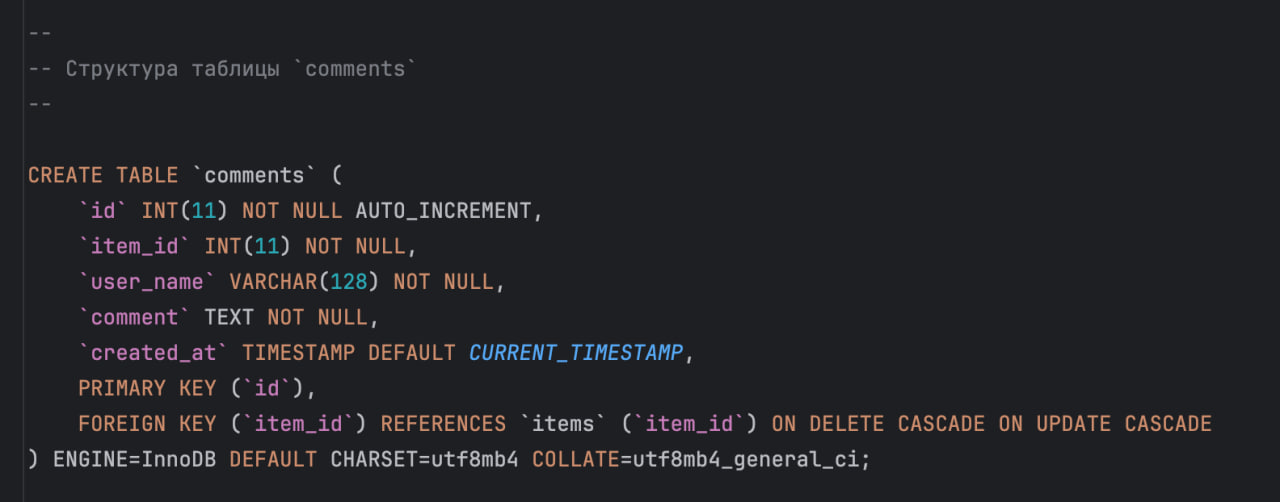 --
-- Структура таблицы `comments`
--
CREATE TABLE `comments` (
`id` INT(11) NOT NULL AUTO_INCREMENT,
`item_id` INT(11) NOT NULL,
`user_name` VARCHAR(128) NOT NULL,
`comment` TEXT NOT NULL,
`created_at` TIMESTAMP DEFAULT CURRENT_TIMESTAMP,
PRIMARY KEY (`id`),
FOREIGN KEY (`item_id`) REFERENCES `items` (`item_id`) ON DELETE CASCADE ON UPDATE CASCADE
) ENGINE=InnoDB DEFAULT CHARSET=utf8mb4 COLLATE=utf8mb4_general_ci;